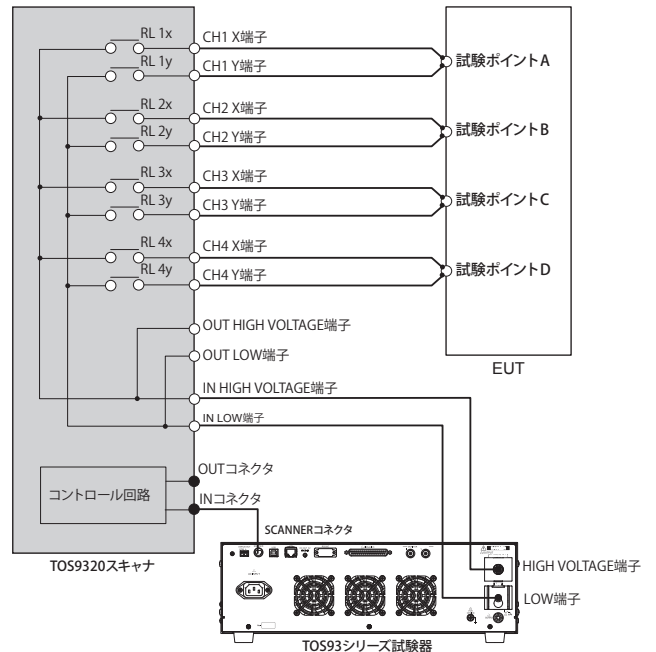 RL 1x
CH1 X端子
RL 1y
CH1 Y端子
試験ポイントA
RL 2x
CH2 X端子
RL 2y
CH2 Y端子
試験ポイントB
RL 3x
CH3 X端子
RL 3y
CH3 Y端子
試験ポイントC
RL 4x
CH4 X端子
RL 4y
CH4 Y端子
試験ポイントD
OUT HIGH VOLTAGE端子
OUT LOW端子
EUT
IN HIGH VOLTAGE端子
IN LOW端子
OUTコネクタ
コントロール回路
INコネクタ
SCANNERコネクタ
TOS9320スキャナ
HIGH VOLTAGE端子
LOW端子
TOS93シリーズ試験器